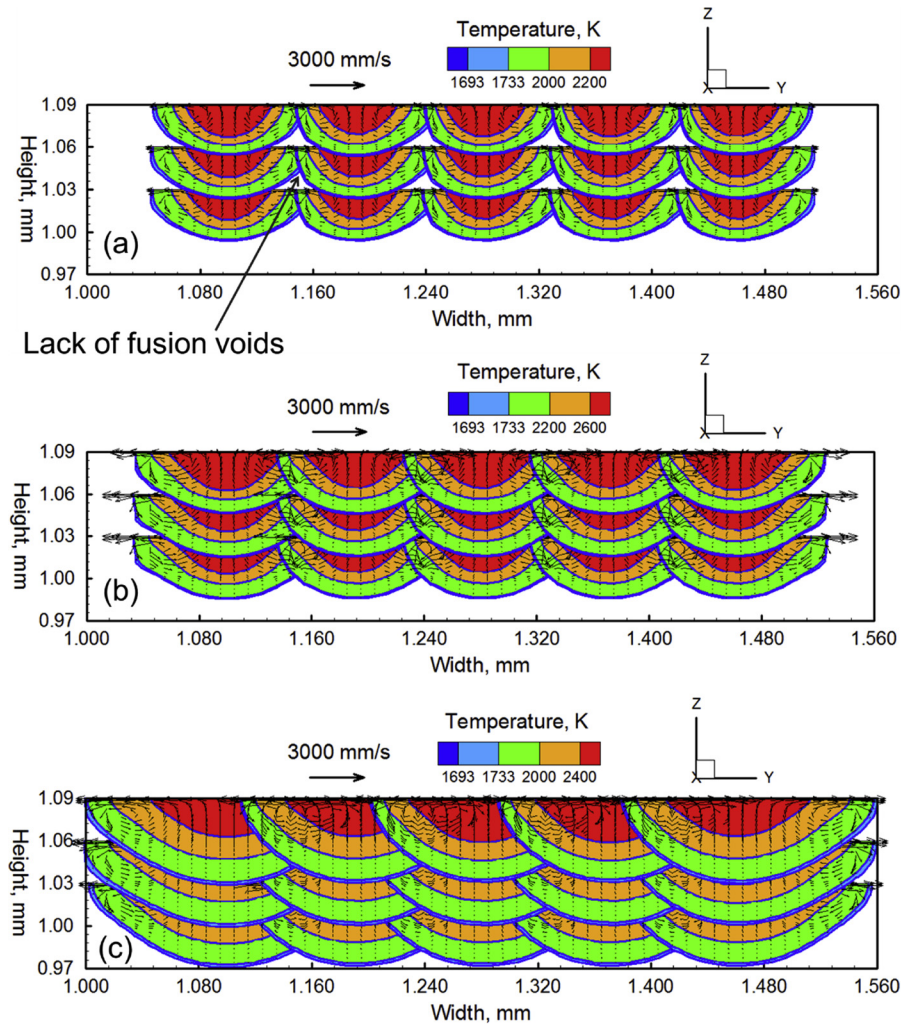 Temperature, K
3000 mm/s
1693 1733 2000 2200
Z
X Y
1.09
1.06
1.03
1.00
0.97
Height, mm
(a)
1.000 1.080 1.160 1.240 1.320 1.400 1.480 1.560
Width, mm
Lack of fusion voids
Temperature, K
3000 mm/s
1693 1733 2200 2600
Z
X Y
1.09
1.06
1.03
1.00
0.97
Height, mm
(b)
1.000 1.080 1.160 1.240 1.320 1.400 1.480 1.560
Width, mm
Temperature, K
3000 mm/s
1693 1733 2000 2400
Z
X Y
1.09
1.06
1.03
1.00
0.97
Height, mm
(c)
1.000 1.080 1.160 1.240 1.320 1.400 1.480 1.560
Width, mm